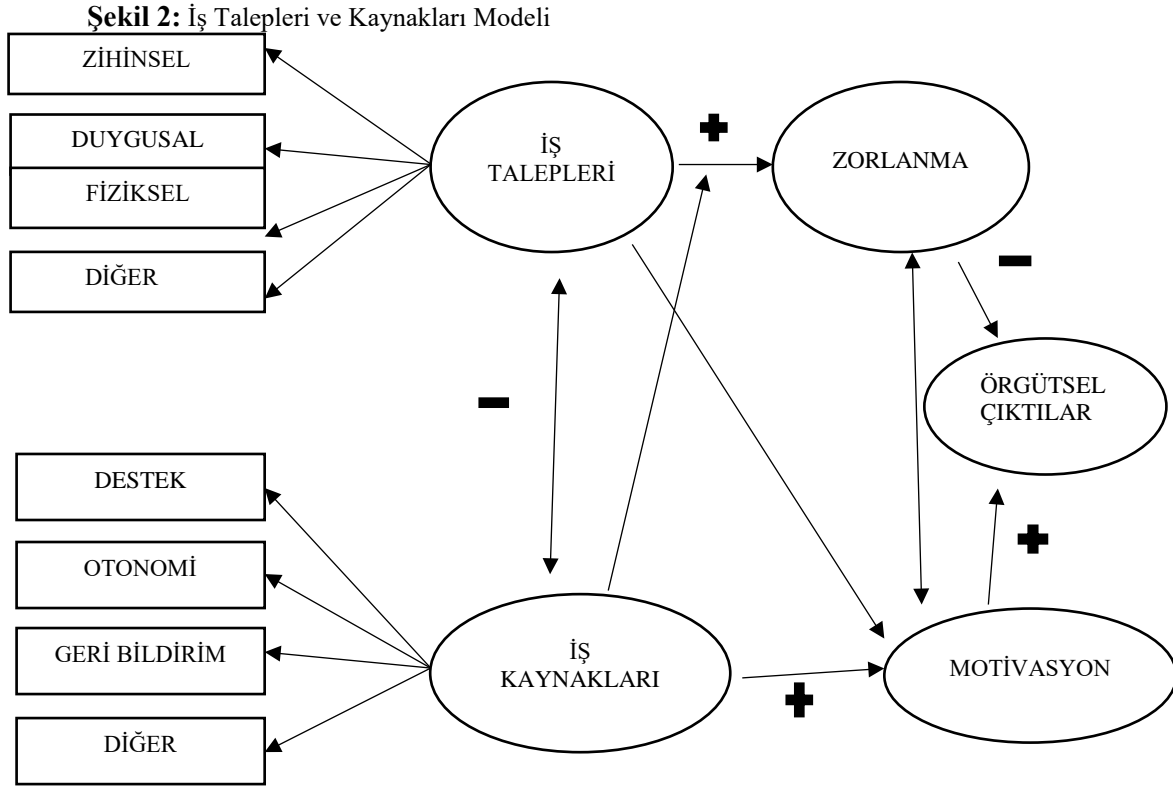 Şekil 2: İş Talepleri ve Kaynakları Modeli
ZİHİNSEL
DUYGUSAL
FİZİKSEL
DİĞER
İŞ
TALEPLERİ
ZORLANMA
ÖRGÜTSEL
ÇIKTILAR
DESTEK
OTONOMİ
GERİ BİLDİRİM
DİĞER
İŞ
KAYNAKLARI
MOTİVASYON